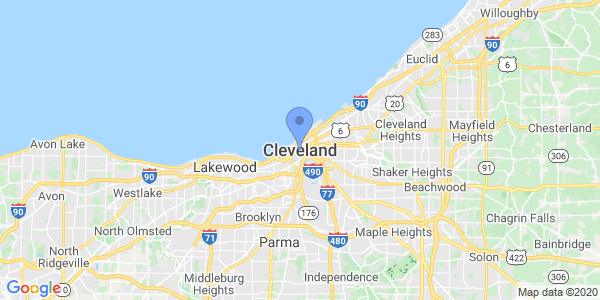 Willoughby
283
90
Euclid
6
90
20
6
Cleveland
Heights
Mayfield
Heights
Chesterland
Avon Lake
Cleveland
306
Lakewood
490
Shaker Heights
90
Westlake
77
Beachwood
Avon
90
Brooklyn
176
Chagrin Falls
North Olmsted
71
Parma
480
Maple Heights
Bainbridge
North
Ridgeville
422
Solon
Middleburg
Heights
Independence
306
Google
Map data ©2020